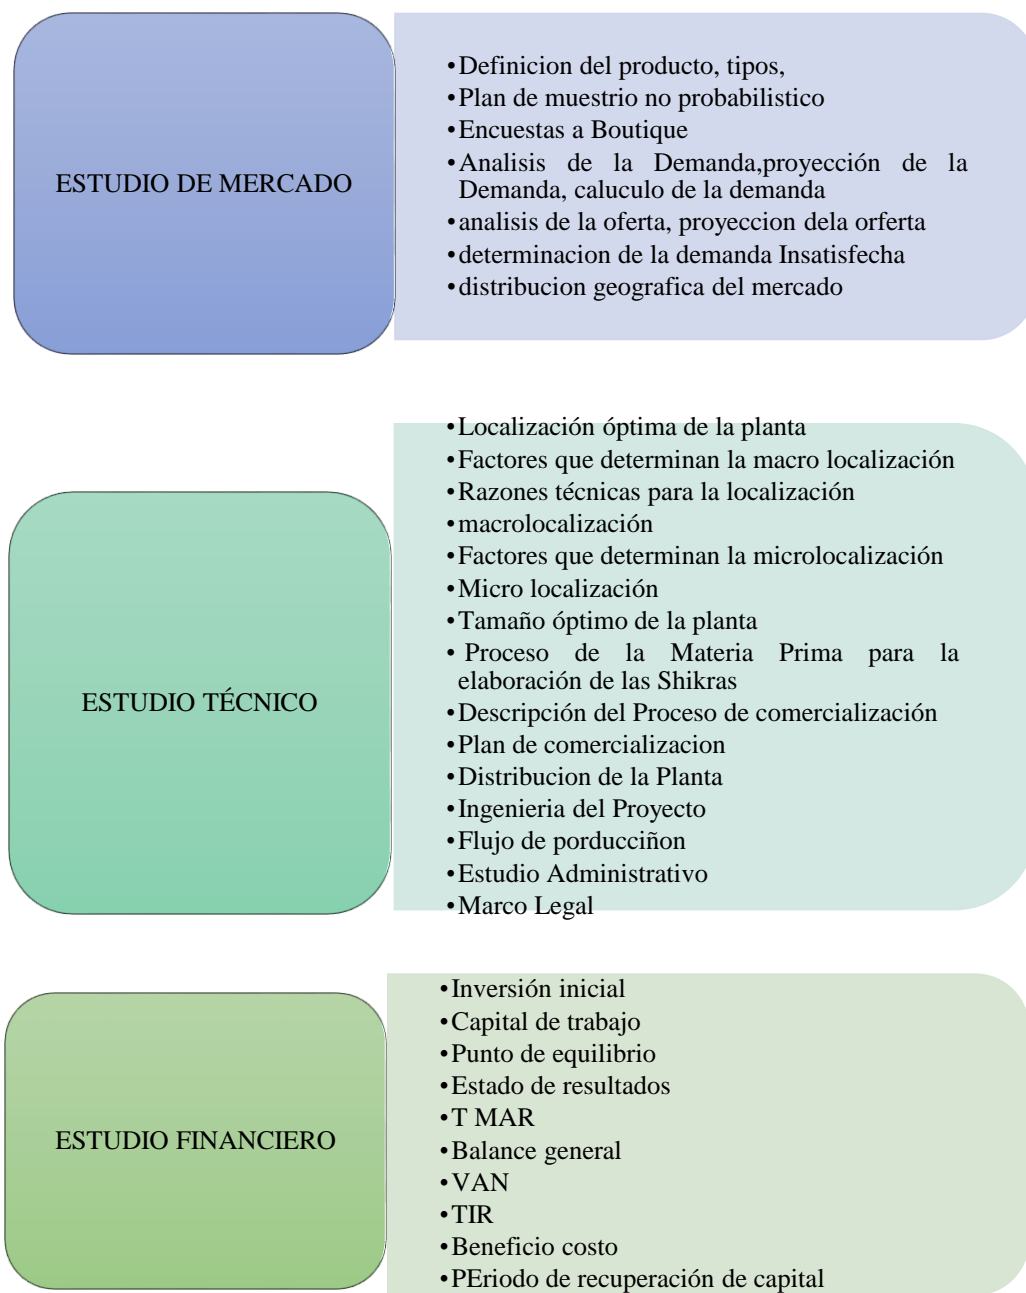 ESTUDIO DE MERCADO
•Definicion del producto, tipos,
•Plan de muestrio no probabilistico
•Encuestas a Boutique
•Analisis de la Demanda,proyección de la
Demanda, caluculo de la demanda
•analisis de la oferta, proyeccion dela orferta
•determinacion de la demanda Insatisfecha
•distribucion geografica del mercado
ESTUDIO TÉCNICO
•Localización óptima de la planta
•Factores que determinan la macro localización
•Razones técnicas para la localización
•macrolocalización
•Factores que determinan la microlocalización
•Micro localización
•Tamaño óptimo de la planta
• Proceso de la Materia Prima para la
elaboración de las Shikras
•Descripción del Proceso de comercialización
•Plan de comercializacion
•Distribucion de la Planta
•Ingenieria del Proyecto
•Flujo de porducciñon
•Estudio Administrativo
•Marco Legal
ESTUDIO FINANCIERO
•Inversión inicial
•Capital de trabajo
•Punto de equilibrio
•Estado de resultados
•T MAR
•Balance general
•VAN
•TIR
•Beneficio costo
•PEriodo de recuperación de capital